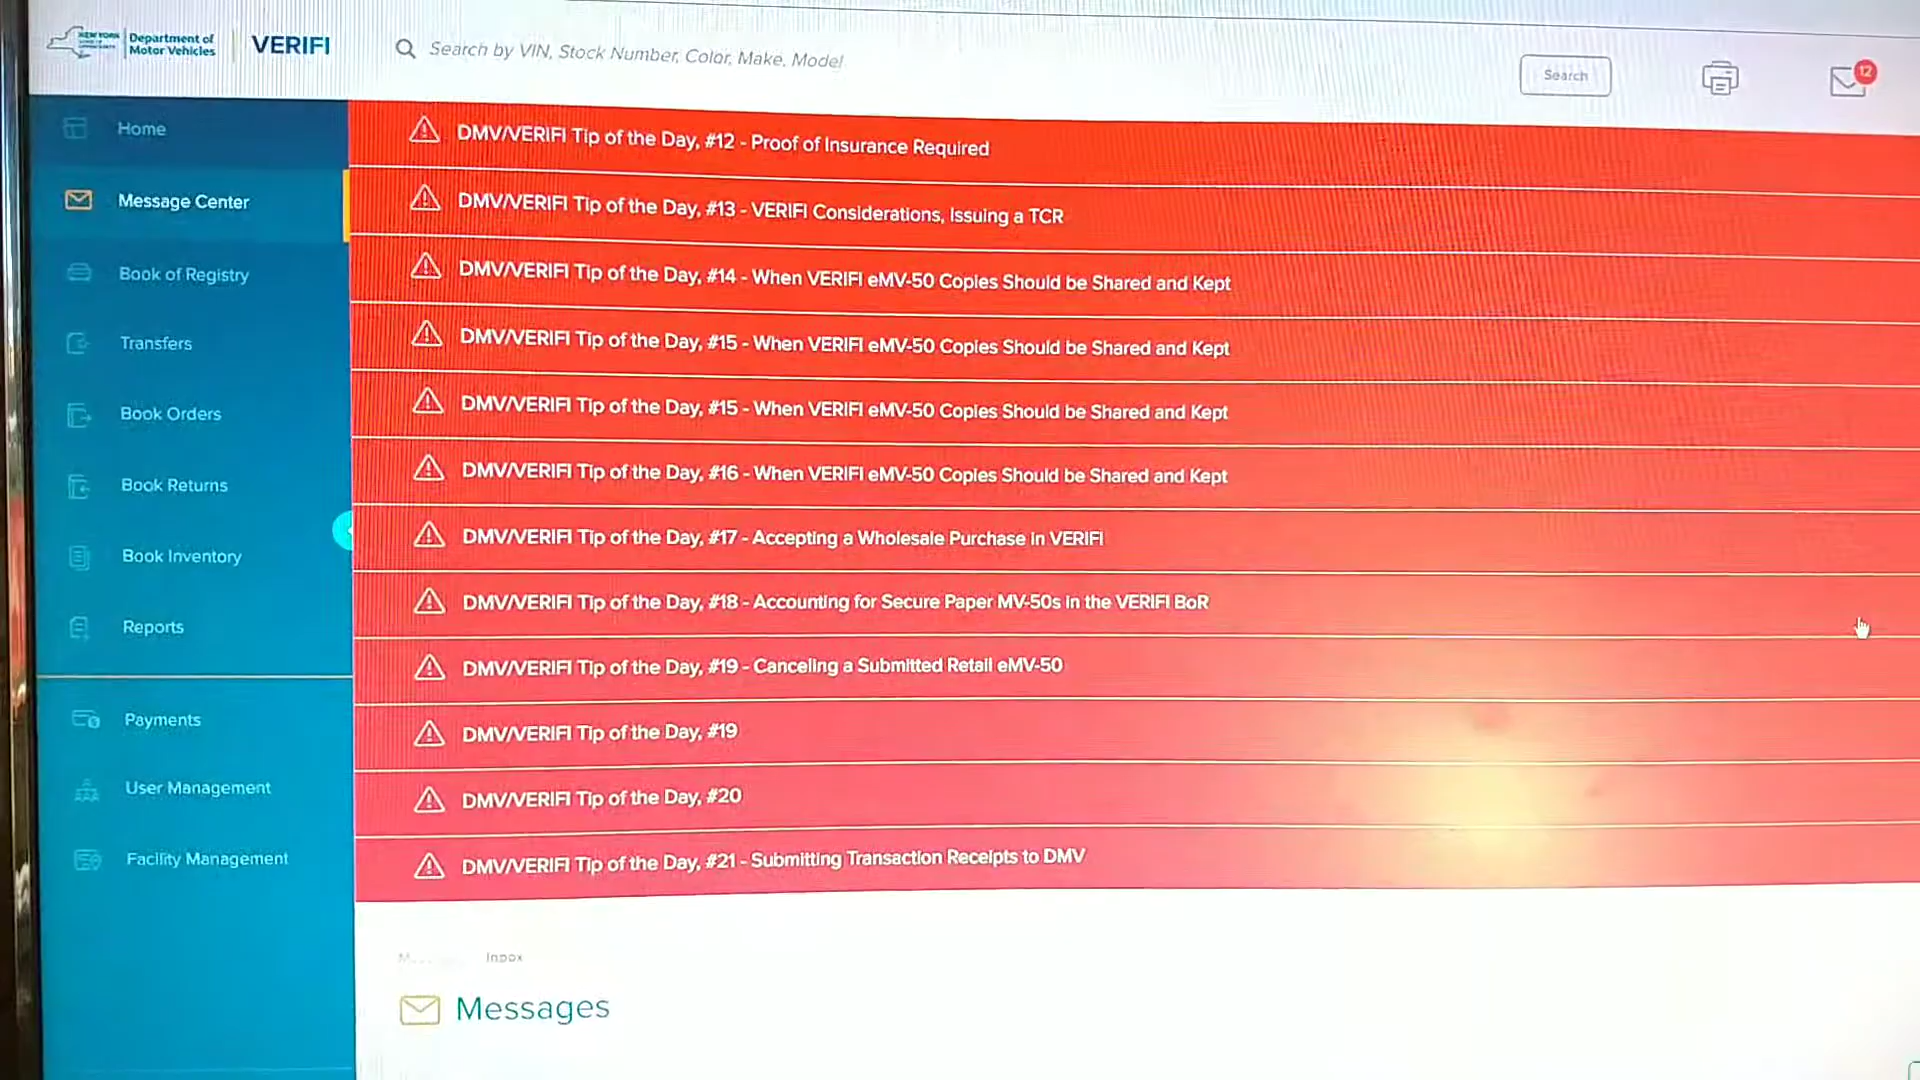 NEW YORK
Department of
Motor Vehicles
VERIFI
Search by VIN, Stock Number, Color, Make, Model
Search
12
Home
Message Center
Book of Registry
Transfers
Book Orders
Book Returns
Book Inventory
Reports
Payments
User Management
Facility Management
DMV/VERIFI Tip of the Day, #12 - Proof of Insurance Required
DMV/VERIFI Tip of the Day, #13 - VERIFI Considerations, Issuing a TCR
DMV/VERIFI Tip of the Day, #14 - When VERIFI eMV-50 Copies Should be Shared and Kept
DMV/VERIFI Tip of the Day, #15 - When VERIFI eMV-50 Copies Should be Shared and Kept
DMV/VERIFI Tip of the Day, #15 - When VERIFI eMV-50 Copies Should be Shared and Kept
DMV/VERIFI Tip of the Day, #16 - When VERIFI eMV-50 Copies Should be Shared and Kept
DMV/VERIFI Tip of the Day, #17 - Accepting a Wholesale Purchase in VERIFI
DMV/VERIFI Tip of the Day, #18 - Accounting for Secure Paper MV-50s in the VERIFI BoR
DMV/VERIFI Tip of the Day, #19 - Canceling a Submitted Retail eMV-50
DMV/VERIFI Tip of the Day, #19
DMV/VERIFI Tip of the Day, #20
DMV/VERIFI Tip of the Day, #21 - Submitting Transaction Receipts to DMV
Inbox
Messages